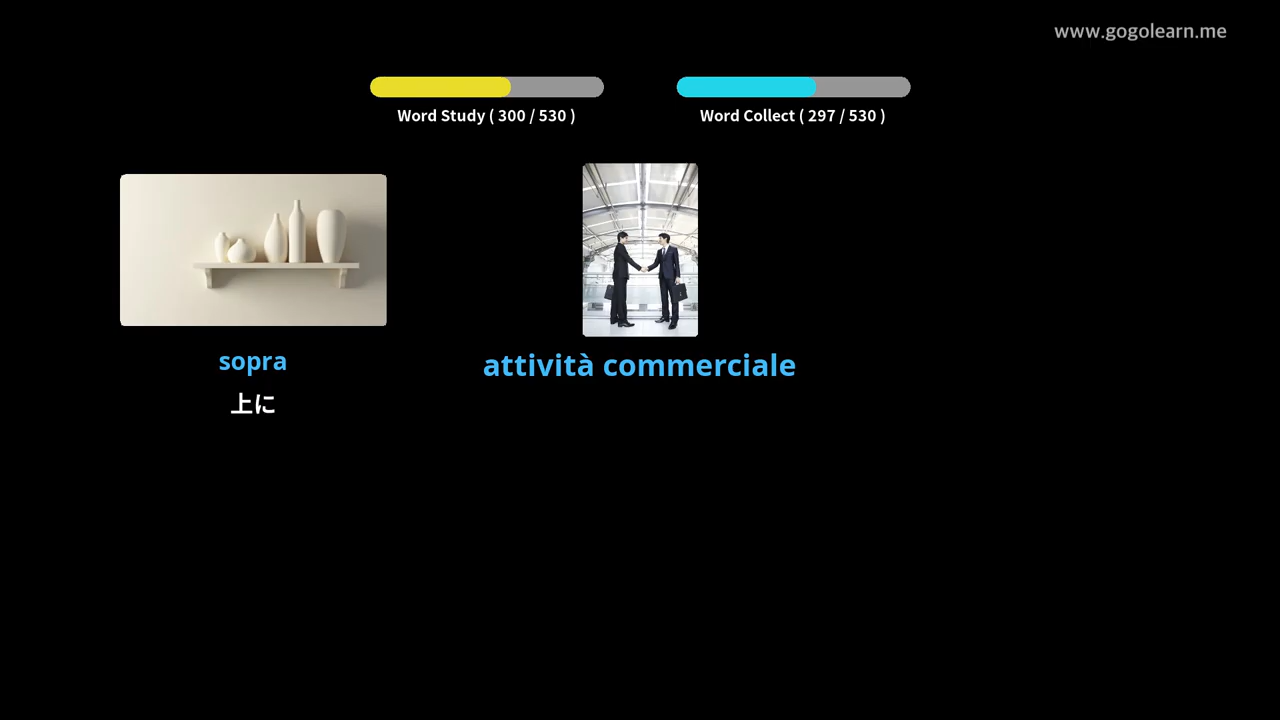 www.gogolearn.me
Word Study ( 300 / 530 )
Word Collect ( 297 / 530 )
sopra
上に
attività commerciale